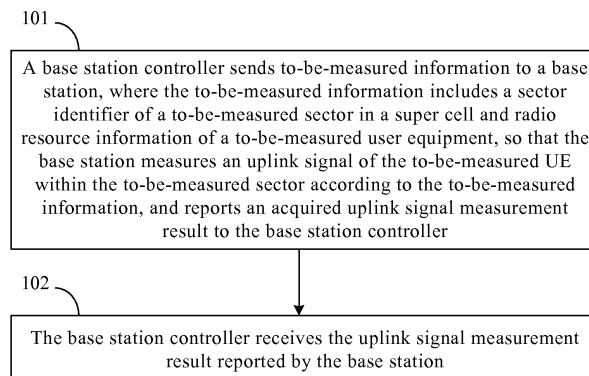 101
A base station controller sends to-be-measured information to a base
station, where the to-be-measured information includes a sector
identifier of a to-be-measured sector in a super cell and radio
resource information of a to-be-measured user equipment, so that the
base station measures an uplink signal of the to-be-measured UE
within the to-be-measured sector according to the to-be-measured
information, and reports an acquired uplink signal measurement
result to the base station controller
102
The base station controller receives the uplink signal measurement
result reported by the base station